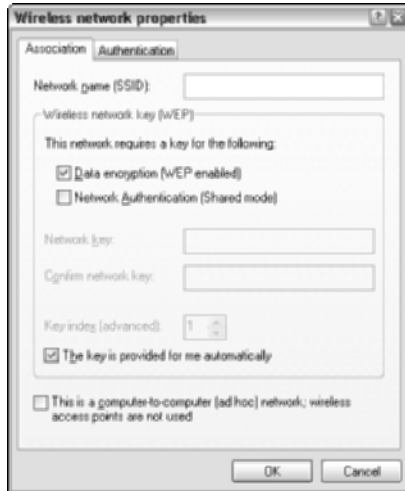 Wireless network properties
Association
Authentication
Network name (SSID):
Wireless network key (WEP)
This network requires a key for the following:
Data encryption (WEP enabled)
Network Authentication (Shared mode)
Network key:
Confirm network key:
Key index (advanced):
1
The key is provided for me automatically
This is a computer-to-computer (ad hoc) network; wireless
access points are not used
OK
Cancel